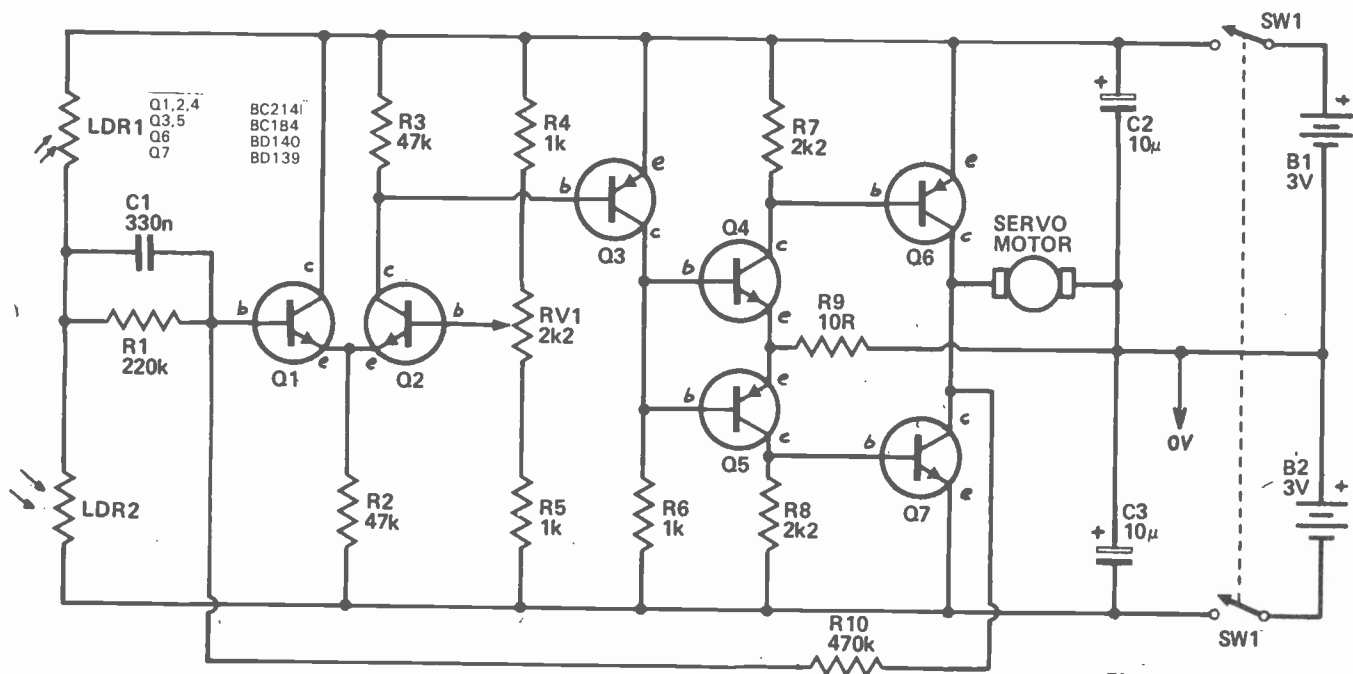 SW1
Q1,2,4 BC214l
Q3,5 BC184
Q6 BD140
Q7 BD139
LDR1
R3
47k
R4
1k
R7
2k2
+
C2
10μ
+
B1
3V
C1
330n
b
e
c
Q3
Q4
b
e
c
Q6
SERVO
MOTOR
c
c
b
c
b
b
RV1
2k2
R9
10R
R1
220k
e
e
e
Q1
Q2
e
b
c
Q5
b
c
e
Q7
0V
LDR2
R2
47k
R5
1k
R6
1k
R8
2k2
C3
10μ
+
B2
3V
+
R10
470k
SW1